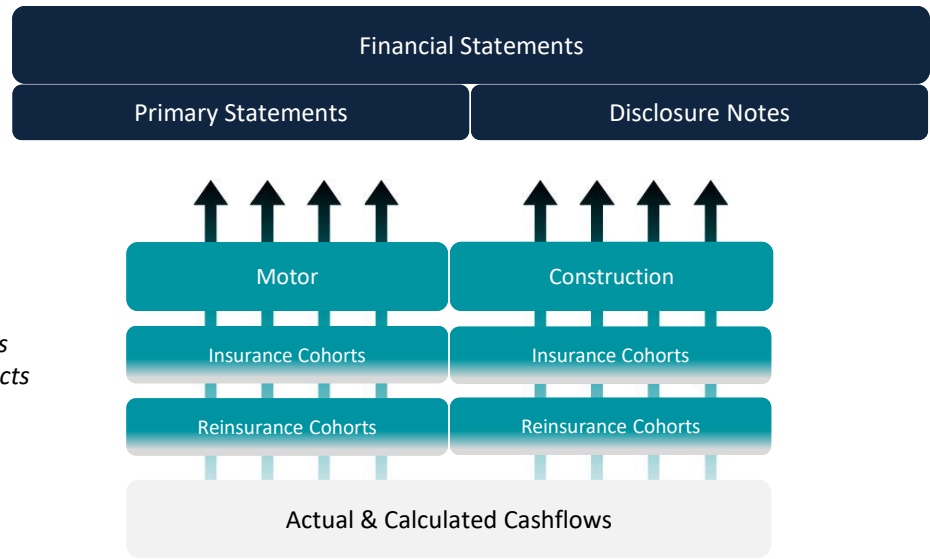 Financial Statements
Primary Statements
Disclosure Notes
Motor
Construction
Insurance Cohorts
Insurance Cohorts
Reinsurance Cohorts
Reinsurance Cohorts
Actual & Calculated Cashflows